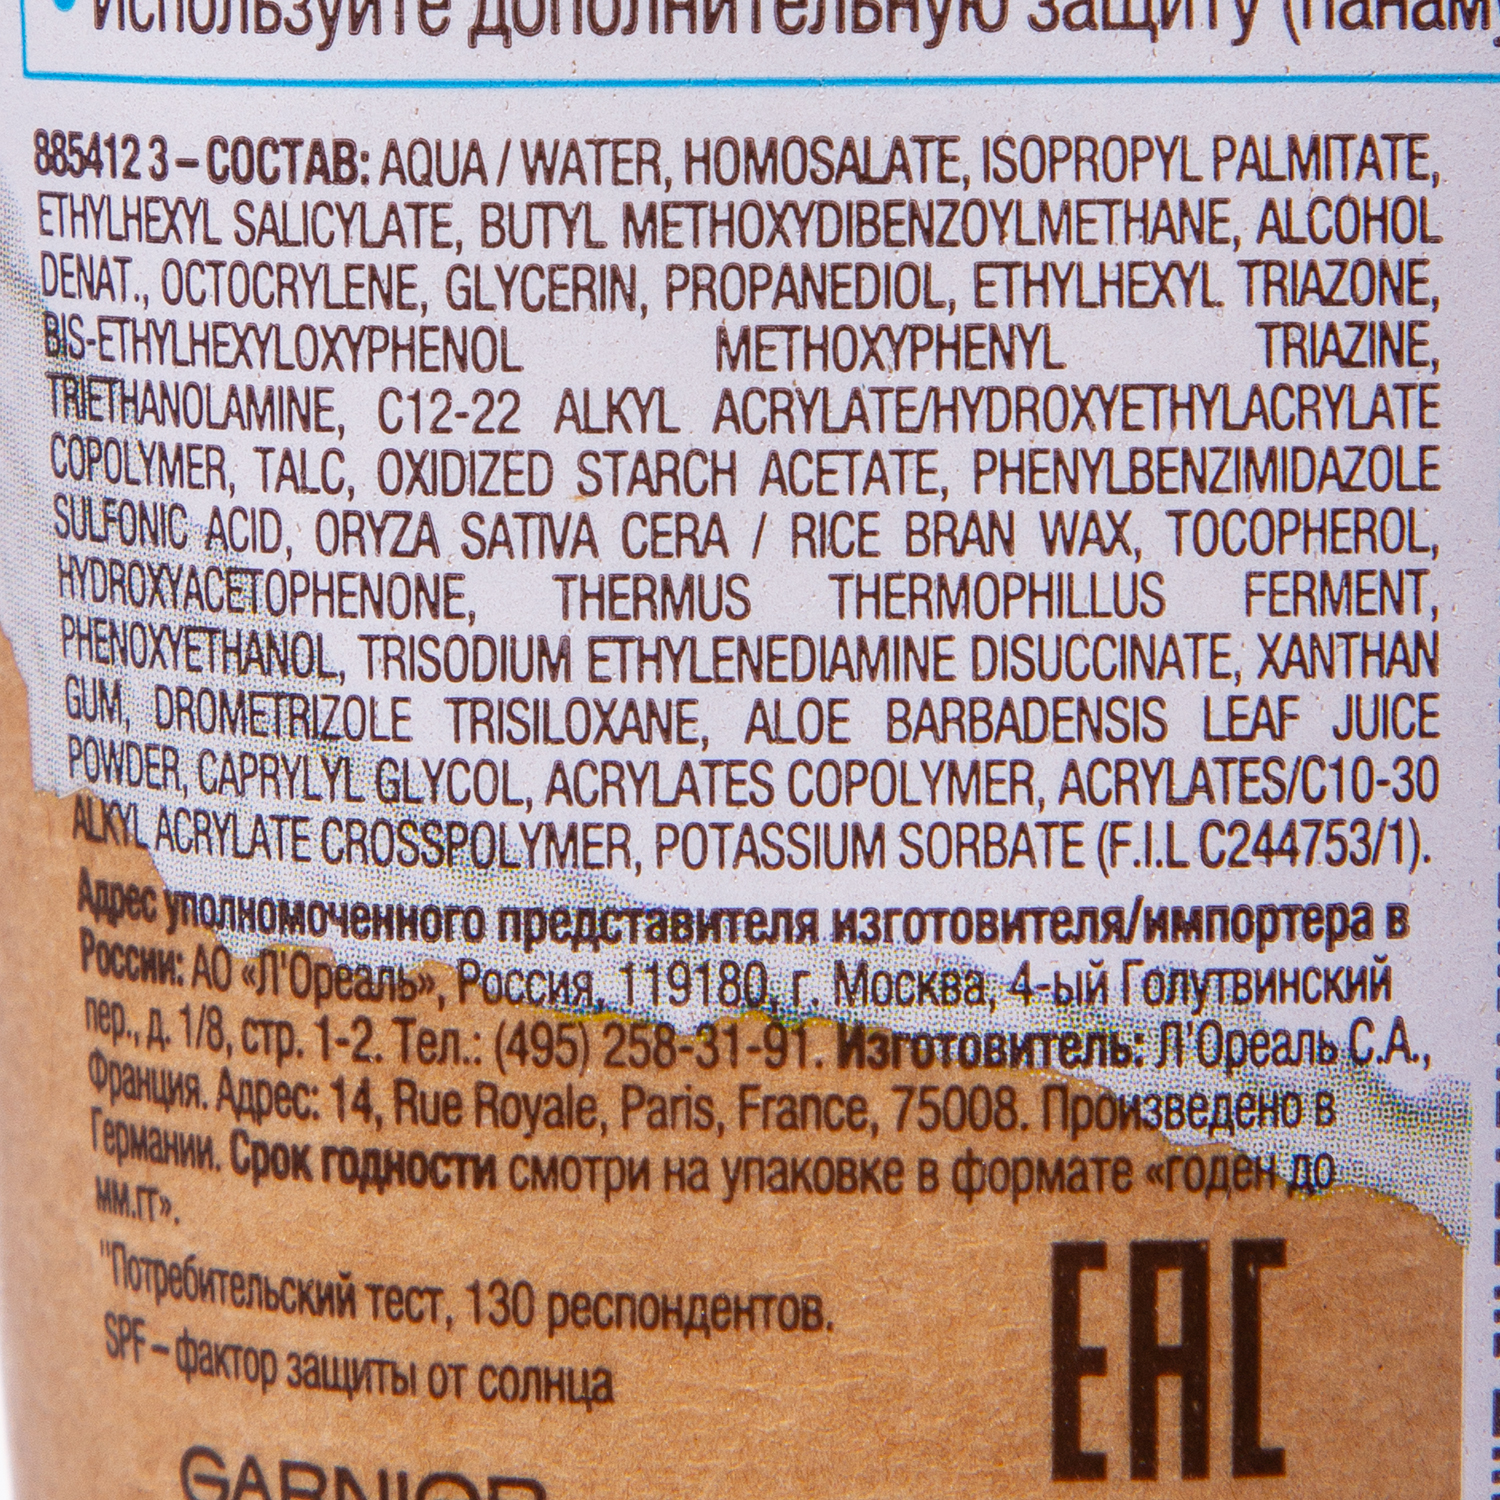 Используйте дополнительную защиту (панам
885412 3 – СОСТАВ: AQUA / WATER, HOMOSALATE, ISOPROPYL PALMITATE,
ETHYLHEXYL SALICYLATE, BUTYL METHOXYDIBENZOYLMETHANE, ALCOHOL
DENAT., OCTOCRYLENE, GLYCERIN, PROPANEDIOL, ETHYLHEXYL TRIAZONE,
BIS-ETHYLHEXYLOXYPHENOL METHOXYPHENYL TRIAZINE,
TRIETHANOLAMINE, C12-22 ALKYL ACRYLATE/HYDROXYETHYLACRYLATE
COPOLYMER, TALC, OXIDIZED STARCH ACETATE, PHENYLBENZIMIDAZOLE
SULFONIC ACID, ORYZA SATIVA CERA / RICE BRAN WAX, TOCOPHEROL,
HYDROXYACETOPHENONE, THERMUS THERMOPHILLUS FERMENT,
PHENOXYETHANOL, TRISODIUM ETHYLENEDIAMINE DISUCCINATE, XANTHAN
GUM, DROMETRIZOLE TRISILOXANE, ALOE BARBADENSIS LEAF JUICE
POWDER, CAPRYLYL GLYCOL, ACRYLATES COPOLYMER, ACRYLATES/C10-30
ALKYL ACRYLATE CROSSPOLYMER, POTASSIUM SORBATE (F.I.L C244753/1).
Адрес уполномоченного представителя изготовителя/импортера в
России: АО «Л'Ореаль», Россия, 119180, г. Москва, 4-ый Голутвинский
пер., д. 1/8, стр. 1-2. Тел.: (495) 258-31-91. Изготовитель: Л'Ореаль С.А.,
Франция. Адрес: 14, Rue Royale, Paris, France, 75008. Произведено в
Германии. Срок годности смотри на упаковке в формате «годен до
мм.гг».
"Потребительский тест, 130 респондентов.
SPF – фактор защиты от солнца
EAC
GARNIER